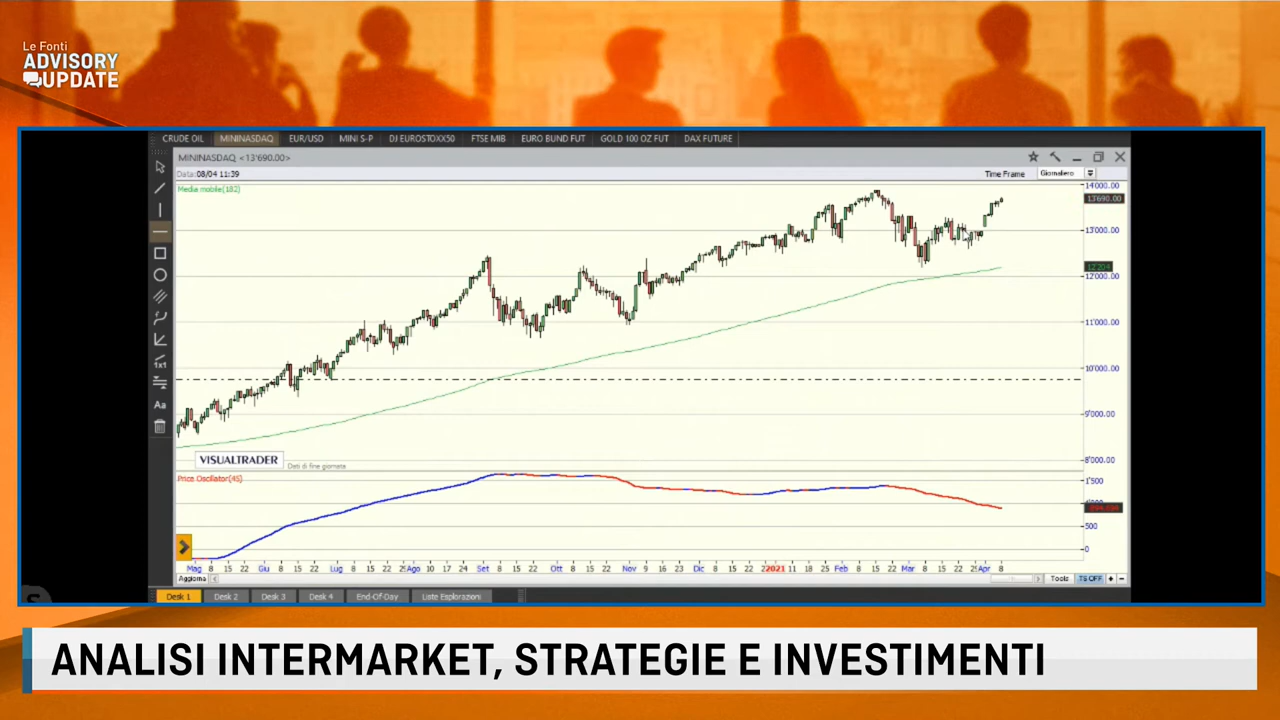 Le Fonti
ADVISORY
UPDATE
CRUDE OIL MININASDAQ EUR/USD MINI S-P DJ EUROSTOXX50 FTSE MIB EURO BUND FUT GOLD 100 OZ FUT DAX FUTURE
MININASDAQ <13'690.00>
Data:08/04 11:39 Time Frame Giornaliero
Media mobile(182)
14'000.00
13'690.00
13'000.00
12'000.00
11'000.00
10'000.00
9'000.00
8'000.00
1x1
Aa
VISUALTRADER
Dati di fine giornata
Price Oscillator(45)
1'500
500
0
Mag 8 15 22 Giu 8 15 22 Lug 8 15 22 Ago 10 17 24 Set 8 15 22 Ott 8 15 22 Nov 9 16 23 Dic 8 15 22 2021 11 18 Feb 8 15 22 Mar 8 15 22 Apr 8
Aggiorna Tools TS OFF + -
Desk 1 Desk 2 Desk 3 Desk 4 End-Of-Day Liste Esplorazioni
ANALISI INTERMARKET, STRATEGIE E INVESTIMENTI